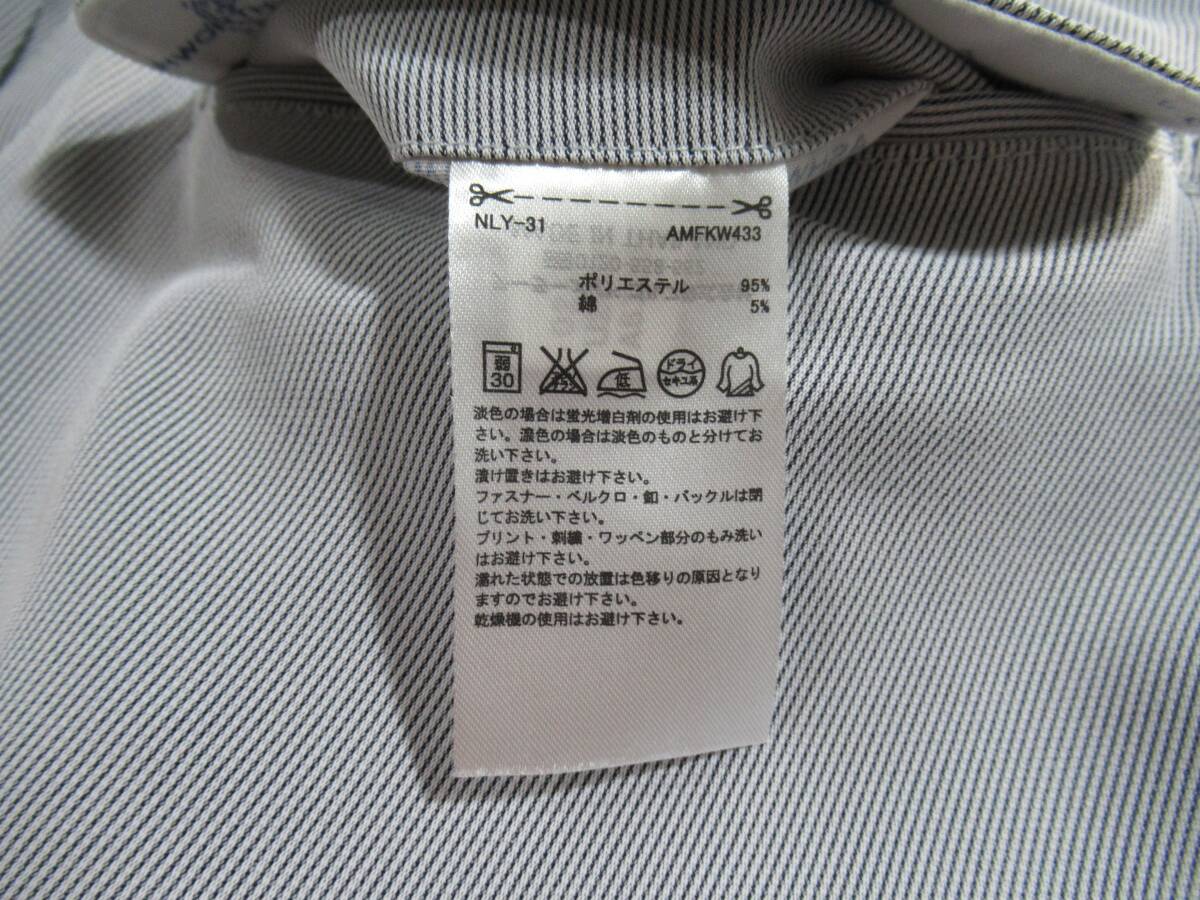 NLY-31 AMFKW433
ポリエステル 95%
綿 5%
弱 30 エンソサラシ 低 ドライ セキユ系
淡色の場合は蛍光増白剤の使用はお避け下
さい。濃色の場合は淡色のものと分けてお
洗い下さい。
漬け置きはお避け下さい。
ファスナー・ベルクロ・釦・バックルは閉
じてお洗い下さい。
プリント・刺繍・ワッペン部分のもみ洗い
はお避け下さい。
濡れた状態での放置は色移りの原因となり
ますのでお避け下さい。
乾燥機の使用はお避け下さい。